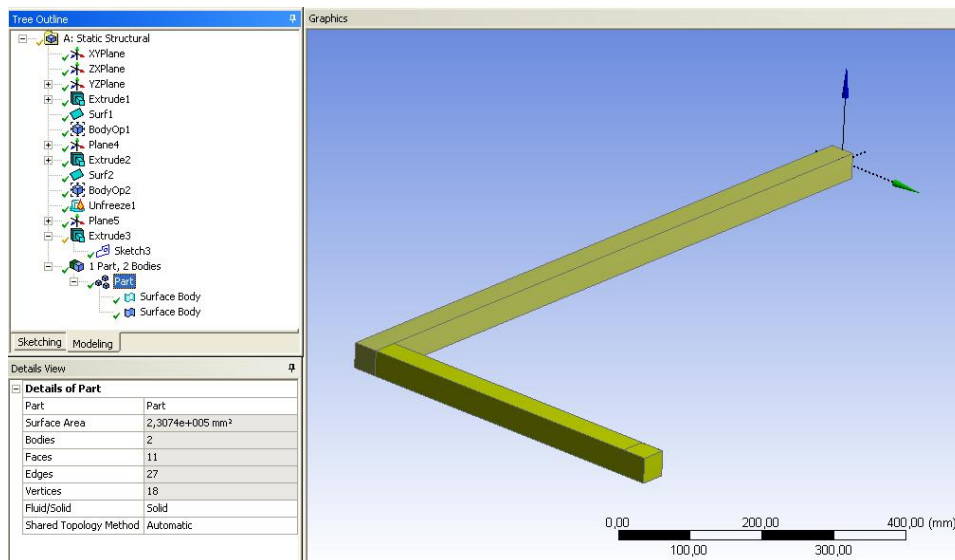 Tree Outline
A: Static Structural
XYPlane
ZXPlane
YZPlane
Extrude1
Surf1
BodyOp1
Plane4
Extrude2
Surf2
BodyOp2
Unfreeze1
Plane5
Extrude3
Sketch3
1 Part, 2 Bodies
Part
Surface Body
Surface Body
Sketching Modeling
Details View
Details of Part
Part Part
Surface Area 2,3074e+005 mm²
Bodies 2
Faces 11
Edges 27
Vertices 18
Fluid/Solid Solid
Shared Topology Method Automatic
Graphics
0,00 200,00 400,00 (mm)
100,00 300,00